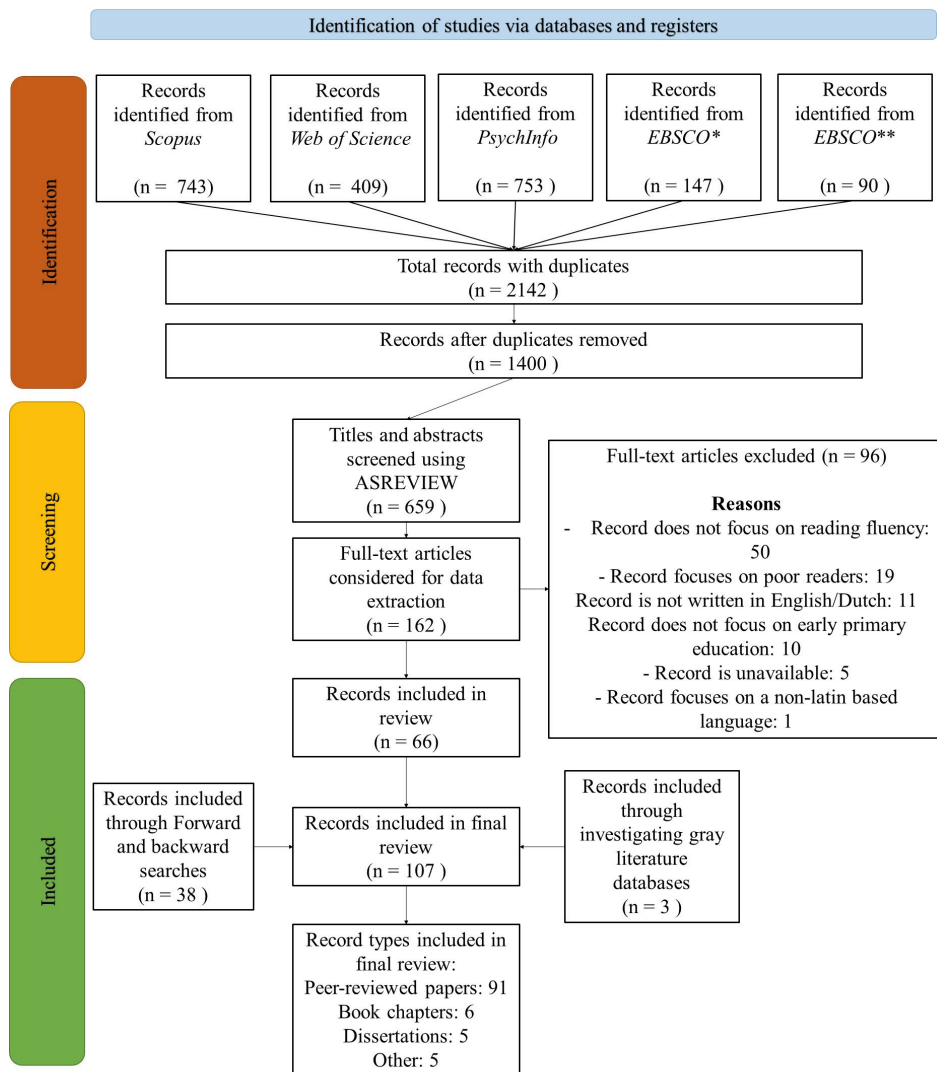 Identification of studies via databases and registers
Identification
Records
identified from
Scopus
(n = 743)
Records
identified from
Web of Science
(n = 409)
Records
identified from
PsychInfo
(n = 753)
Records
identified from
EBSCO*
(n = 147)
Records
identified from
EBSCO**
(n = 90 )
Total records with duplicates
(n = 2142 )
Records after duplicates removed
(n = 1400 )
Screening
Titles and abstracts
screened using
ASREVIEW
(n = 659 )
Full-text articles
considered for data
extraction
(n = 162 )
Full-text articles excluded (n = 96)
Reasons
- Record does not focus on reading fluency:
50
- Record focuses on poor readers: 19
Record is not written in English/Dutch: 11
Record does not focus on early primary
education: 10
- Record is unavailable: 5
- Record focuses on a non-latin based
language: 1
Included
Records included in
review
(n = 66)
Records included
through Forward
and backward
searches
(n = 38 )
Records included in final
review
(n = 107 )
Records included
through
investigating gray
literature
databases
(n = 3 )
Record types included in
final review:
Peer-reviewed papers: 91
Book chapters: 6
Dissertations: 5
Other: 5